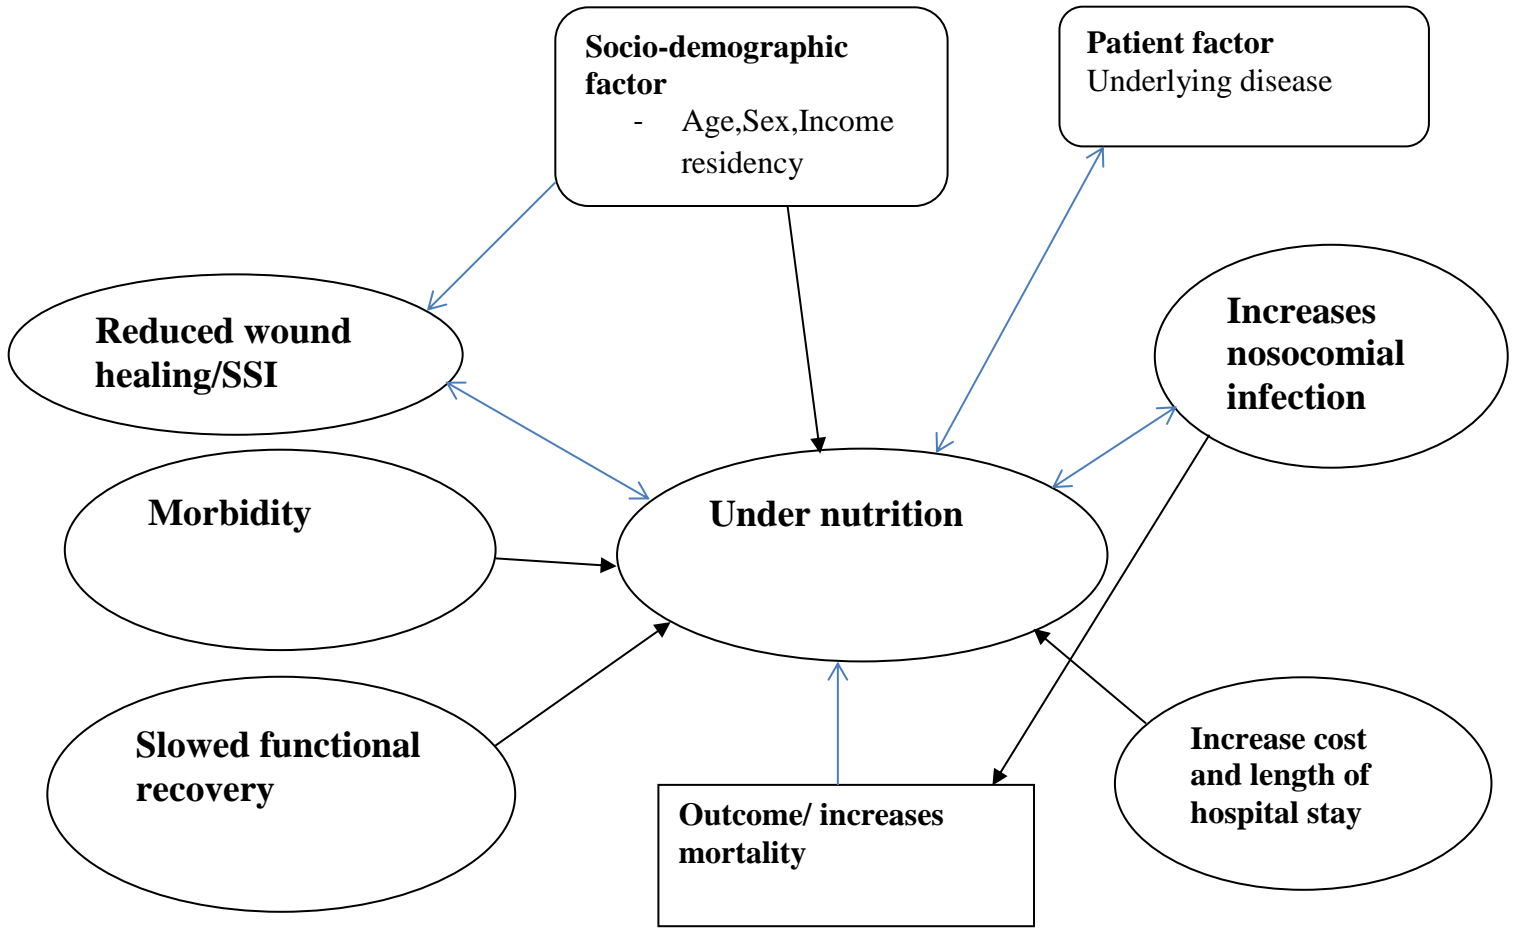 Socio-demographic
factor
- Age,Sex,Income
residency
Patient factor
Underlying disease
Reduced wound
healing/SSI
Increases
nosocomial
infection
Morbidity
Under nutrition
Slowed functional
recovery
Outcome/ increases
mortality
Increase cost
and length of
hospital stay